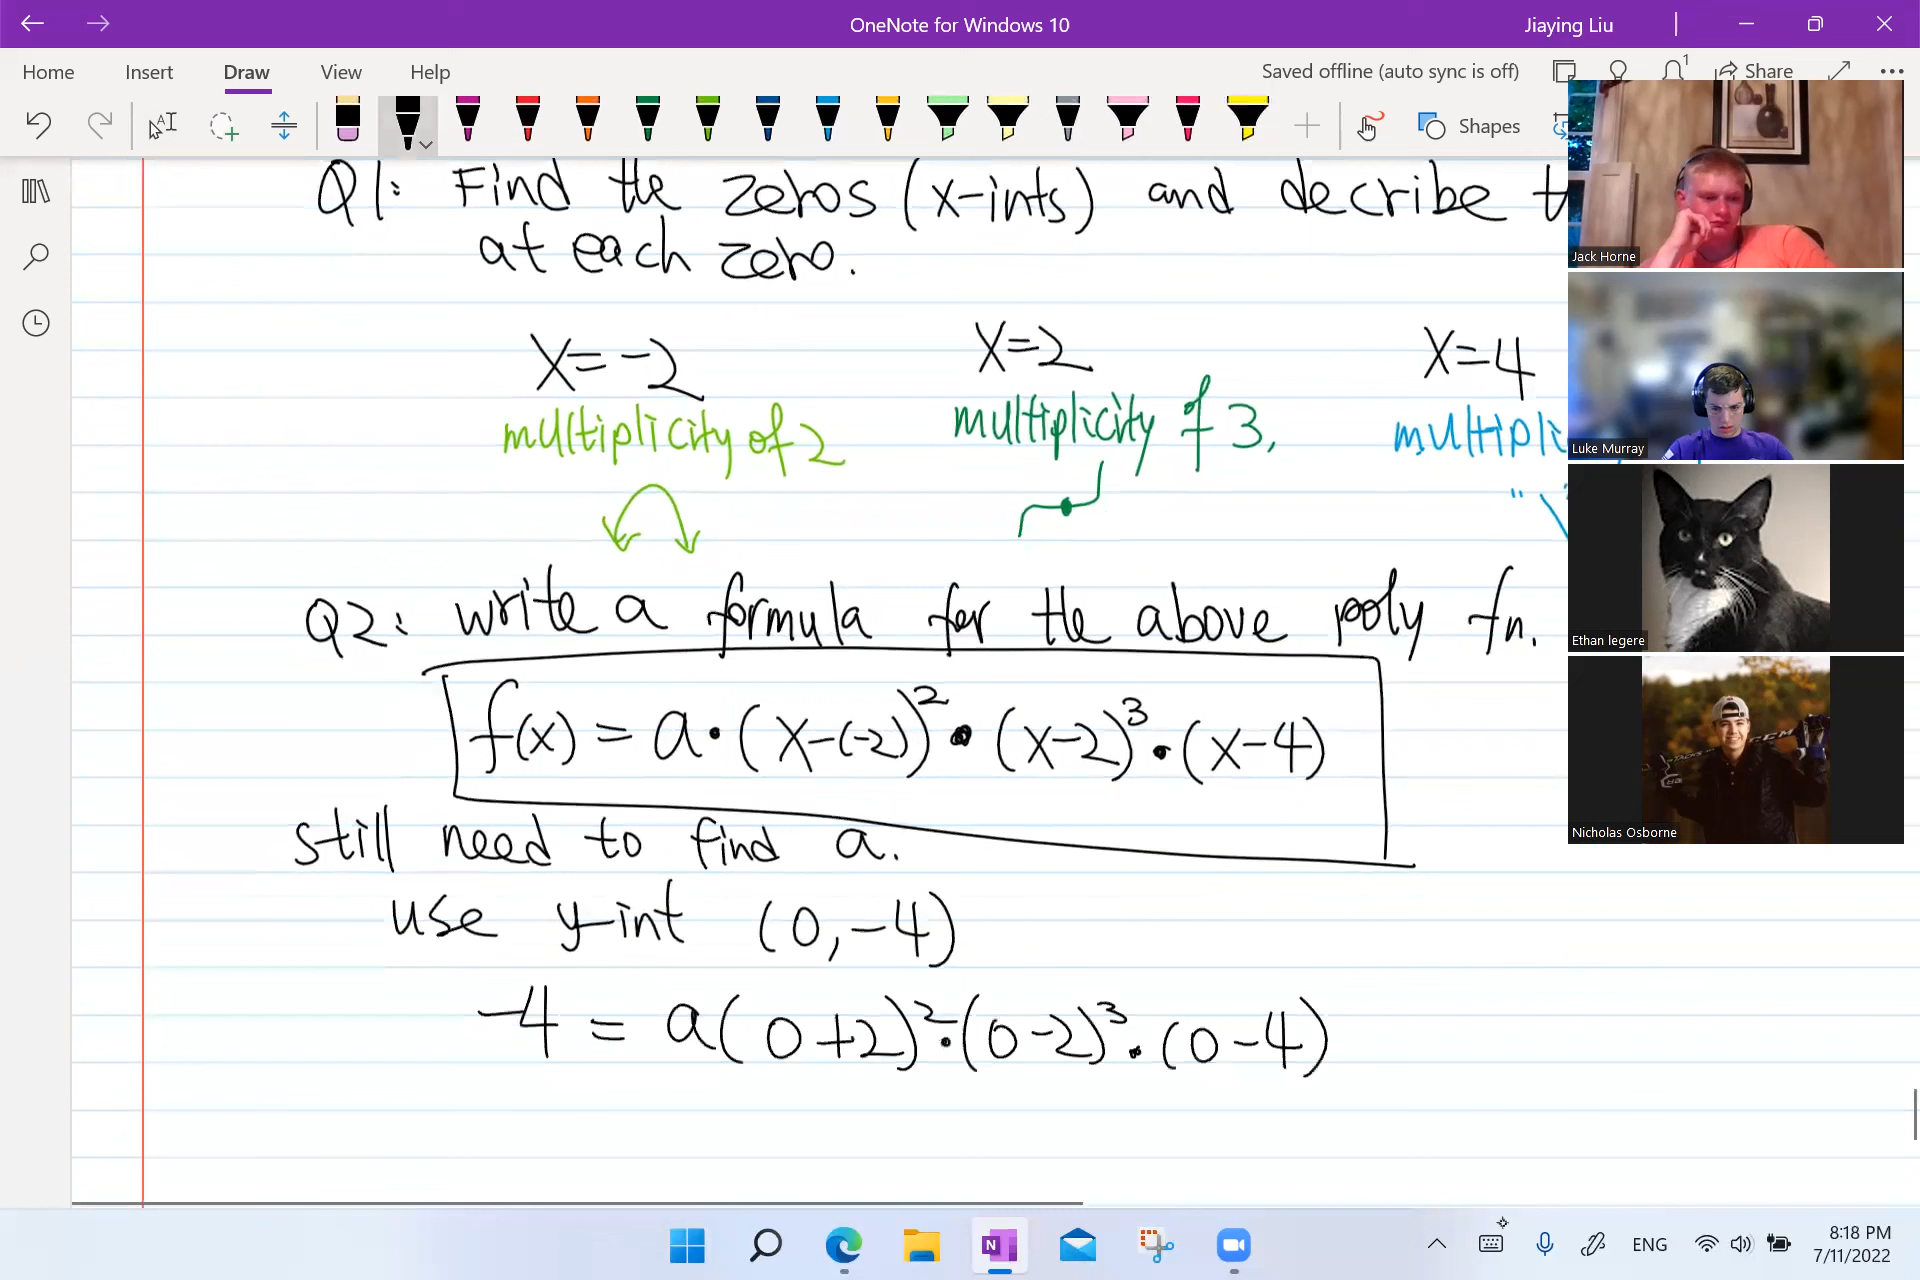 OneNote for Windows 10
Jiaying Liu
Home Insert Draw View Help
Saved offline (auto sync is off)
1
Share
Shapes
Q1: Find the zeros (x-ints) and decribe t
at each zero.
x=-2 x=2 x=4
multiplicity of 2 multiplicity of 3, multipli
Q2: write a formula for the above poly fn.
f(x) = a·(x-(-2))²·(x-2)³·(x-4)
still need to find a.
use y-int (0,-4)
-4 = a(0+2)²·(0-2)³·(0-4)
Jack Horne
Luke Murray
Ethan legere
Nicholas Osborne
ENG
8:18 PM
7/11/2022